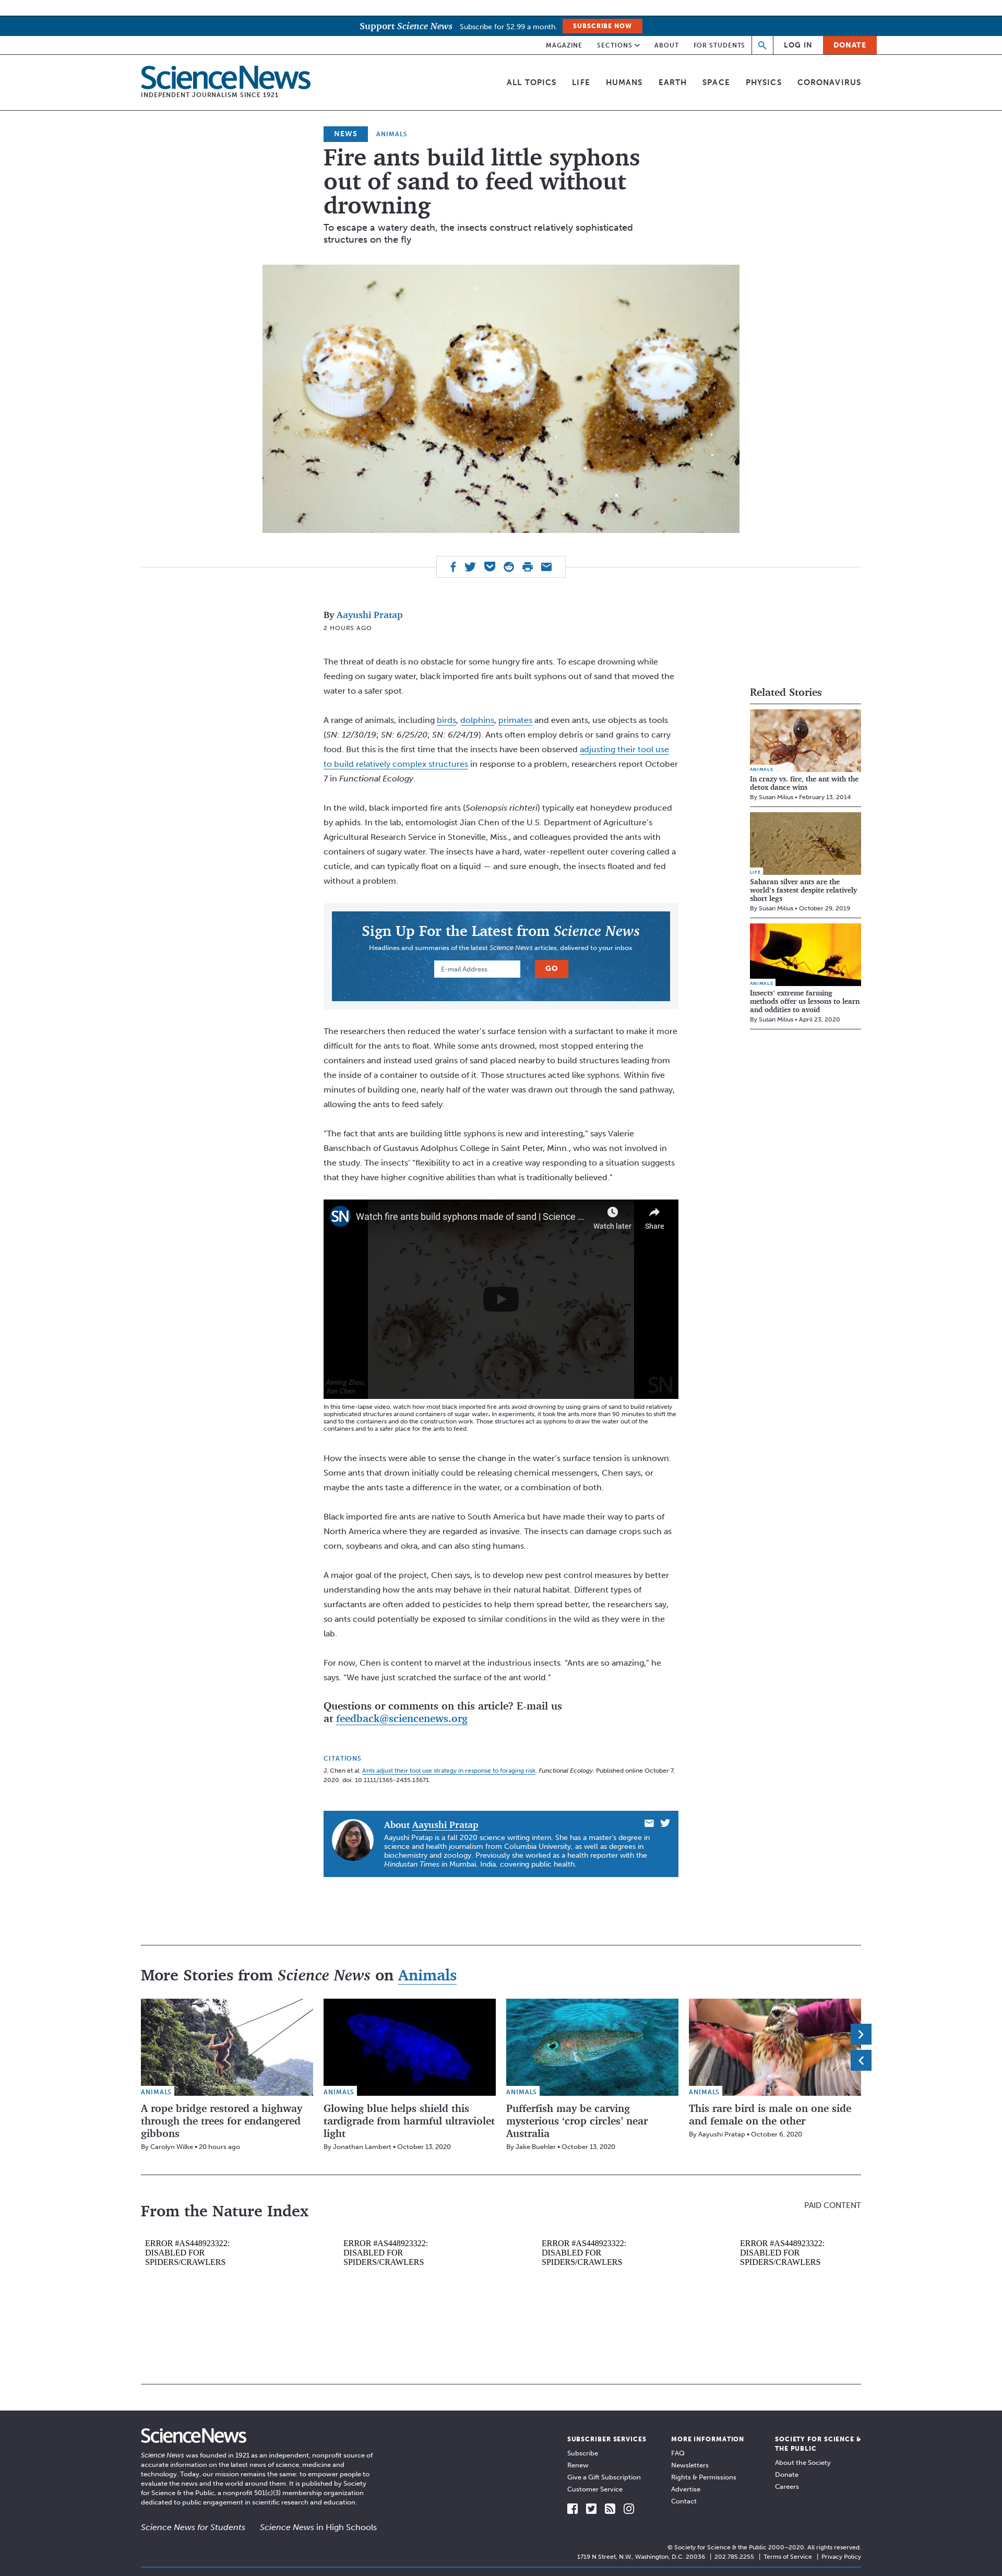 Support Science News Subscribe for $2.99 a month. SUBSCRIBE NOW
MAGAZINE SECTIONS ABOUT FOR STUDENTS LOG IN DONATE
ScienceNews
INDEPENDENT JOURNALISM SINCE 1921
ALL TOPICS LIFE HUMANS EARTH SPACE PHYSICS CORONAVIRUS
NEWS ANIMALS
Fire ants build little syphons
out of sand to feed without
drowning
To escape a watery death, the insects construct relatively sophisticated
structures on the fly
By Aayushi Pratap
2 HOURS AGO
The threat of death is no obstacle for some hungry fire ants. To escape drowning while
feeding on sugary water, black imported fire ants built syphons out of sand that moved the
water to a safer spot.
A range of animals, including birds, dolphins, primates and even ants, use objects as tools
(SN: 12/30/19; SN: 6/25/20; SN: 6/24/19). Ants often employ debris or sand grains to carry
food. But this is the first time that the insects have been observed adjusting their tool use
to build relatively complex structures in response to a problem, researchers report October
7 in Functional Ecology.
In the wild, black imported fire ants (Solenopsis richteri) typically eat honeydew produced
by aphids. In the lab, entomologist Jian Chen of the U.S. Department of Agriculture's
Agricultural Research Service in Stoneville, Miss., and colleagues provided the ants with
containers of sugary water. The insects have a hard, water-repellent outer covering called a
cuticle, and can typically float on a liquid — and sure enough, the insects floated and fed
without a problem.
Sign Up For the Latest from Science News
Headlines and summaries of the latest Science News articles, delivered to your inbox
E-mail Address GO
The researchers then reduced the water's surface tension with a surfactant to make it more
difficult for the ants to float. While some ants drowned, most stopped entering the
containers and instead used grains of sand placed nearby to build structures leading from
the inside of a container to outside of it. Those structures acted like syphons. Within five
minutes of building one, nearly half of the water was drawn out through the sand pathway,
allowing the ants to feed safely.
"The fact that ants are building little syphons is new and interesting," says Valerie
Banschbach of Gustavus Adolphus College in Saint Peter, Minn., who was not involved in
the study. The insects' "flexibility to act in a creative way responding to a situation suggests
that they have higher cognitive abilities than what is traditionally believed."
SN Watch fire ants build syphons made of sand | Science ... Watch later Share
Aiming Zhou,
Jian Chen
SN
In this time-lapse video, watch how most black imported fire ants avoid drowning by using grains of sand to build relatively
sophisticated structures around containers of sugar water. In experiments, it took the ants more than 90 minutes to shift the
sand to the containers and do the construction work. Those structures act as syphons to draw the water out of the
containers and to a safer place for the ants to feed.
How the insects were able to sense the change in the water's surface tension is unknown.
Some ants that drown initially could be releasing chemical messengers, Chen says, or
maybe the ants taste a difference in the water, or a combination of both.
Black imported fire ants are native to South America but have made their way to parts of
North America where they are regarded as invasive. The insects can damage crops such as
corn, soybeans and okra, and can also sting humans.
A major goal of the project, Chen says, is to develop new pest control measures by better
understanding how the ants may behave in their natural habitat. Different types of
surfactants are often added to pesticides to help them spread better, the researchers say,
so ants could potentially be exposed to similar conditions in the wild as they were in the
lab.
For now, Chen is content to marvel at the industrious insects. "Ants are so amazing," he
says. "We have just scratched the surface of the ant world."
Questions or comments on this article? E-mail us
at feedback@sciencenews.org
CITATIONS
J. Chen et al. Ants adjust their tool use strategy in response to foraging risk. Functional Ecology. Published online October 7,
2020. doi: 10.1111/1365-2435.13671.
About Aayushi Pratap
Aayushi Pratap is a fall 2020 science writing intern. She has a master's degree in
science and health journalism from Columbia University, as well as degrees in
biochemistry and zoology. Previously she worked as a health reporter with the
Hindustan Times in Mumbai, India, covering public health.
Related Stories
ANIMALS
In crazy vs. fire, the ant with the
detox dance wins
By Susan Milius • February 13, 2014
LIFE
Saharan silver ants are the
world's fastest despite relatively
short legs
By Susan Milius • October 29, 2019
ANIMALS
Insects' extreme farming
methods offer us lessons to learn
and oddities to avoid
By Susan Milius • April 23, 2020
More Stories from Science News on Animals
ANIMALS
A rope bridge restored a highway
through the trees for endangered
gibbons
By Carolyn Wilke • 20 hours ago
ANIMALS
Glowing blue helps shield this
tardigrade from harmful ultraviolet
light
By Jonathan Lambert • October 13, 2020
ANIMALS
Pufferfish may be carving
mysterious 'crop circles' near
Australia
By Jake Buehler • October 13, 2020
ANIMALS
This rare bird is male on one side
and female on the other
By Aayushi Pratap • October 6, 2020
From the Nature Index
PAID CONTENT
ERROR #AS448923322:
DISABLED FOR
SPIDERS/CRAWLERS
ERROR #AS448923322:
DISABLED FOR
SPIDERS/CRAWLERS
ERROR #AS448923322:
DISABLED FOR
SPIDERS/CRAWLERS
ERROR #AS448923322:
DISABLED FOR
SPIDERS/CRAWLERS
ScienceNews
Science News was founded in 1921 as an independent, nonprofit source of
accurate information on the latest news of science, medicine and
technology. Today, our mission remains the same: to empower people to
evaluate the news and the world around them. It is published by Society
for Science & the Public, a nonprofit 501(c)(3) membership organization
dedicated to public engagement in scientific research and education.
Science News for Students Science News in High Schools
SUBSCRIBER SERVICES
Subscribe
Renew
Give a Gift Subscription
Customer Service
MORE INFORMATION
FAQ
Newsletters
Rights & Permissions
Advertise
Contact
SOCIETY FOR SCIENCE &
THE PUBLIC
About the Society
Donate
Careers
© Society for Science & the Public 2000–2020. All rights reserved.
1719 N Street, N.W., Washington, D.C. 20036 | 202.785.2255 | Terms of Service | Privacy Policy